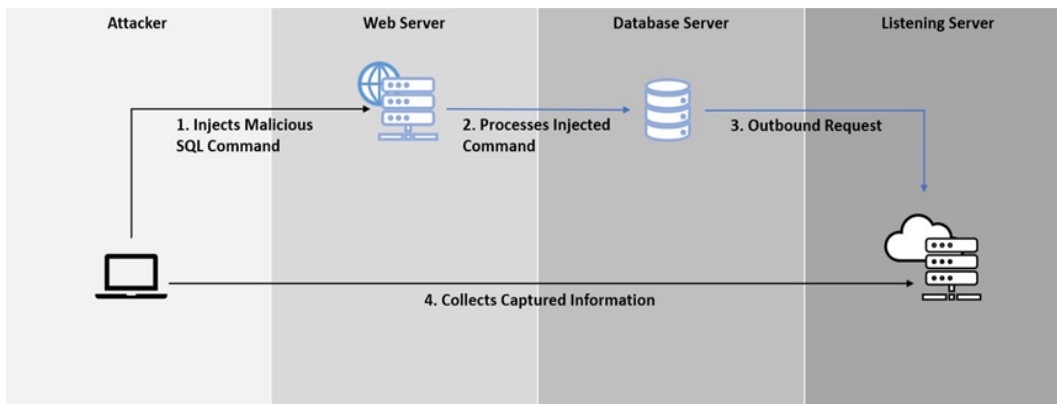 Attacker
Web Server
Database Server
Listening Server
1. Injects Malicious
SQL Command
2. Processes Injected
Command
3. Outbound Request
4. Collects Captured Information